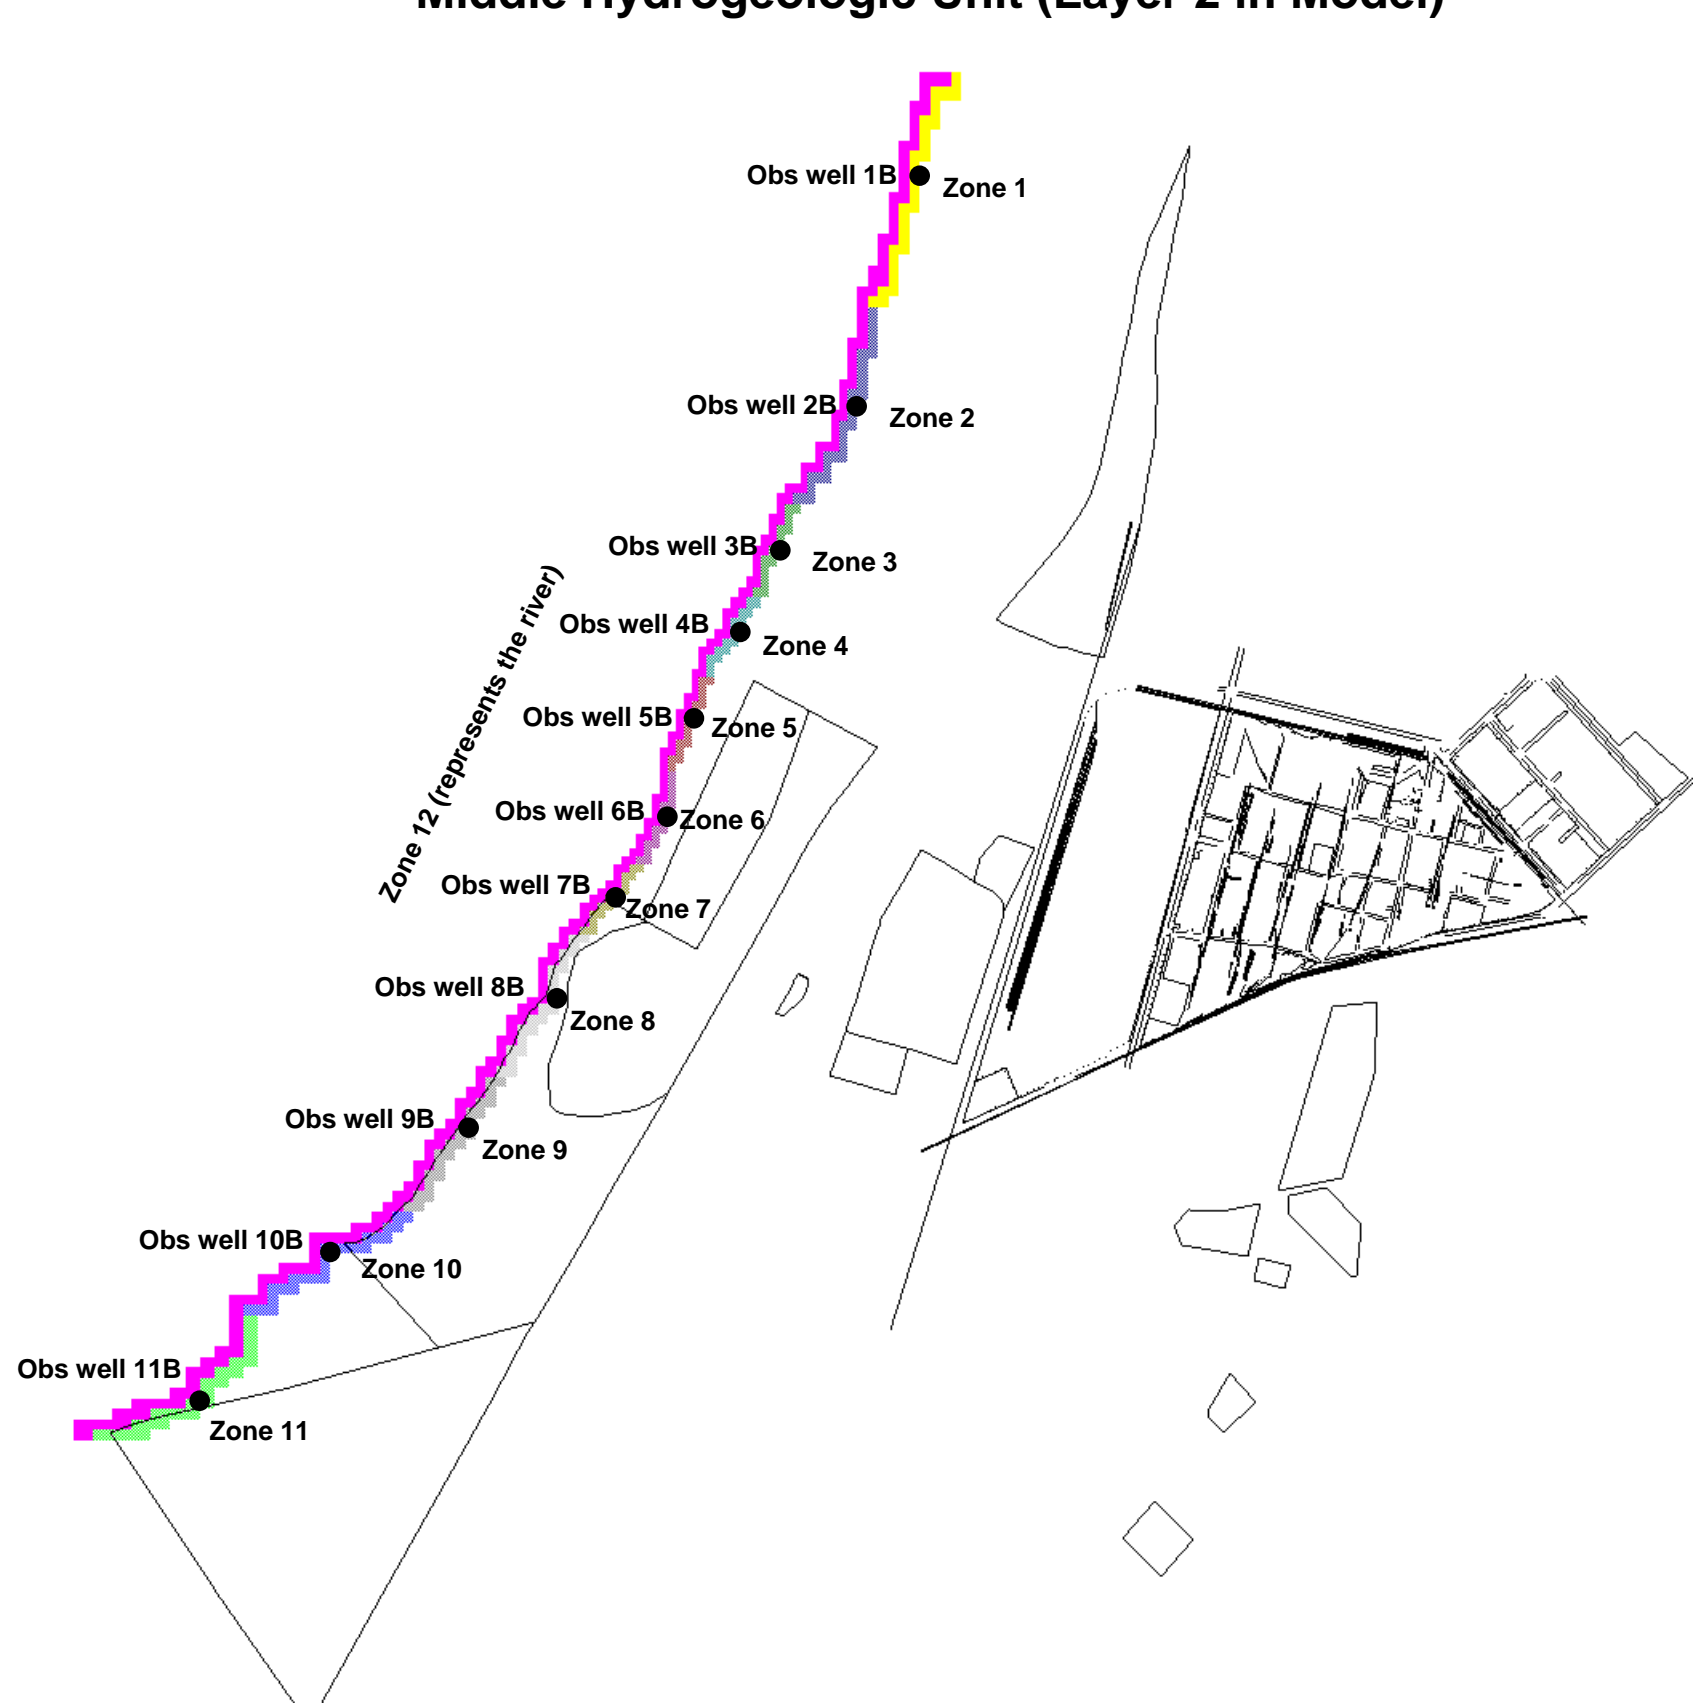 Middle Hydrogeologic Unit (Layer 2 in Model)
Obs well 1B
Zone 1
Obs well 2B
Zone 2
Obs well 3B
Zone 3
Zone 12 (represents the river)
Obs well 4B
Zone 4
Obs well 5B
Zone 5
Obs well 6B
Zone 6
Obs well 7B
Zone 7
Obs well 8B
Zone 8
Obs well 9B
Zone 9
Obs well 10B
Zone 10
Obs well 11B
Zone 11